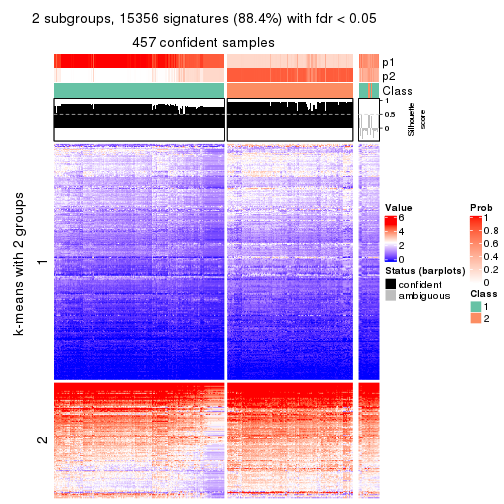 2 subgroups, 15356 signatures (88.4%) with fdr < 0.05
457 confident samples
p1
p2
Class
1
0.5
0
Silhouette
score
k-means with 2 groups
1
2
Value
6
4
2
0
Status (barplots)
confident
ambiguous
Prob
1
0.8
0.6
0.4
0.2
0
Class
1
2